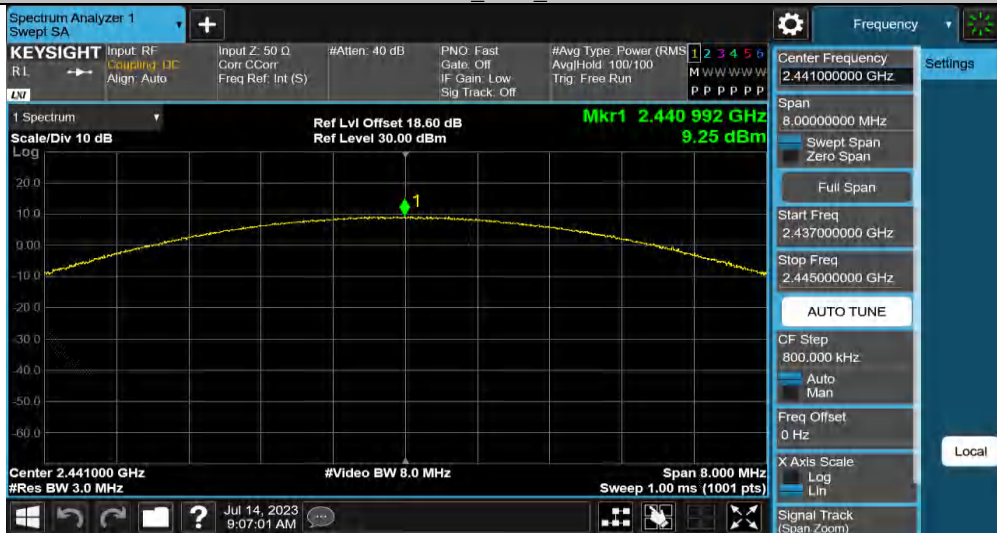 Spectrum Analyzer 1
Swept SA
Frequency
KEYSIGHT
RL
LXI
Input: RF
Coupling: DC
Align: Auto
Input Z: 50 Ω
Corr CCorr
Freq Ref: Int (S)
#Atten: 40 dB
PNO: Fast
Gate: Off
IF Gain: Low
Sig Track: Off
#Avg Type: Power (RMS
Avg|Hold: 100/100
Trig: Free Run
1 2 3 4 5 6
M W W W W W
P P P P P P
1 Spectrum
Scale/Div 10 dB
Log
Ref Lvl Offset 18.60 dB
Ref Level 30.00 dBm
Mkr1 2.440 992 GHz
9.25 dBm
1
20.0
10.0
0.00
-10.0
-20.0
-30.0
-40.0
-50.0
-60.0
Center 2.441000 GHz
#Res BW 3.0 MHz
#Video BW 8.0 MHz
Span 8.000 MHz
Sweep 1.00 ms (1001 pts)
Jul 14, 2023
9:07:01 AM
?
Center Frequency
2.441000000 GHz
Span
8.00000000 MHz
Swept Span
Zero Span
Full Span
Start Freq
2.437000000 GHz
Stop Freq
2.445000000 GHz
AUTO TUNE
CF Step
800.000 kHz
Auto
Man
Freq Offset
0 Hz
X Axis Scale
Log
Lin
Signal Track
(Span Zoom)
Settings
Local